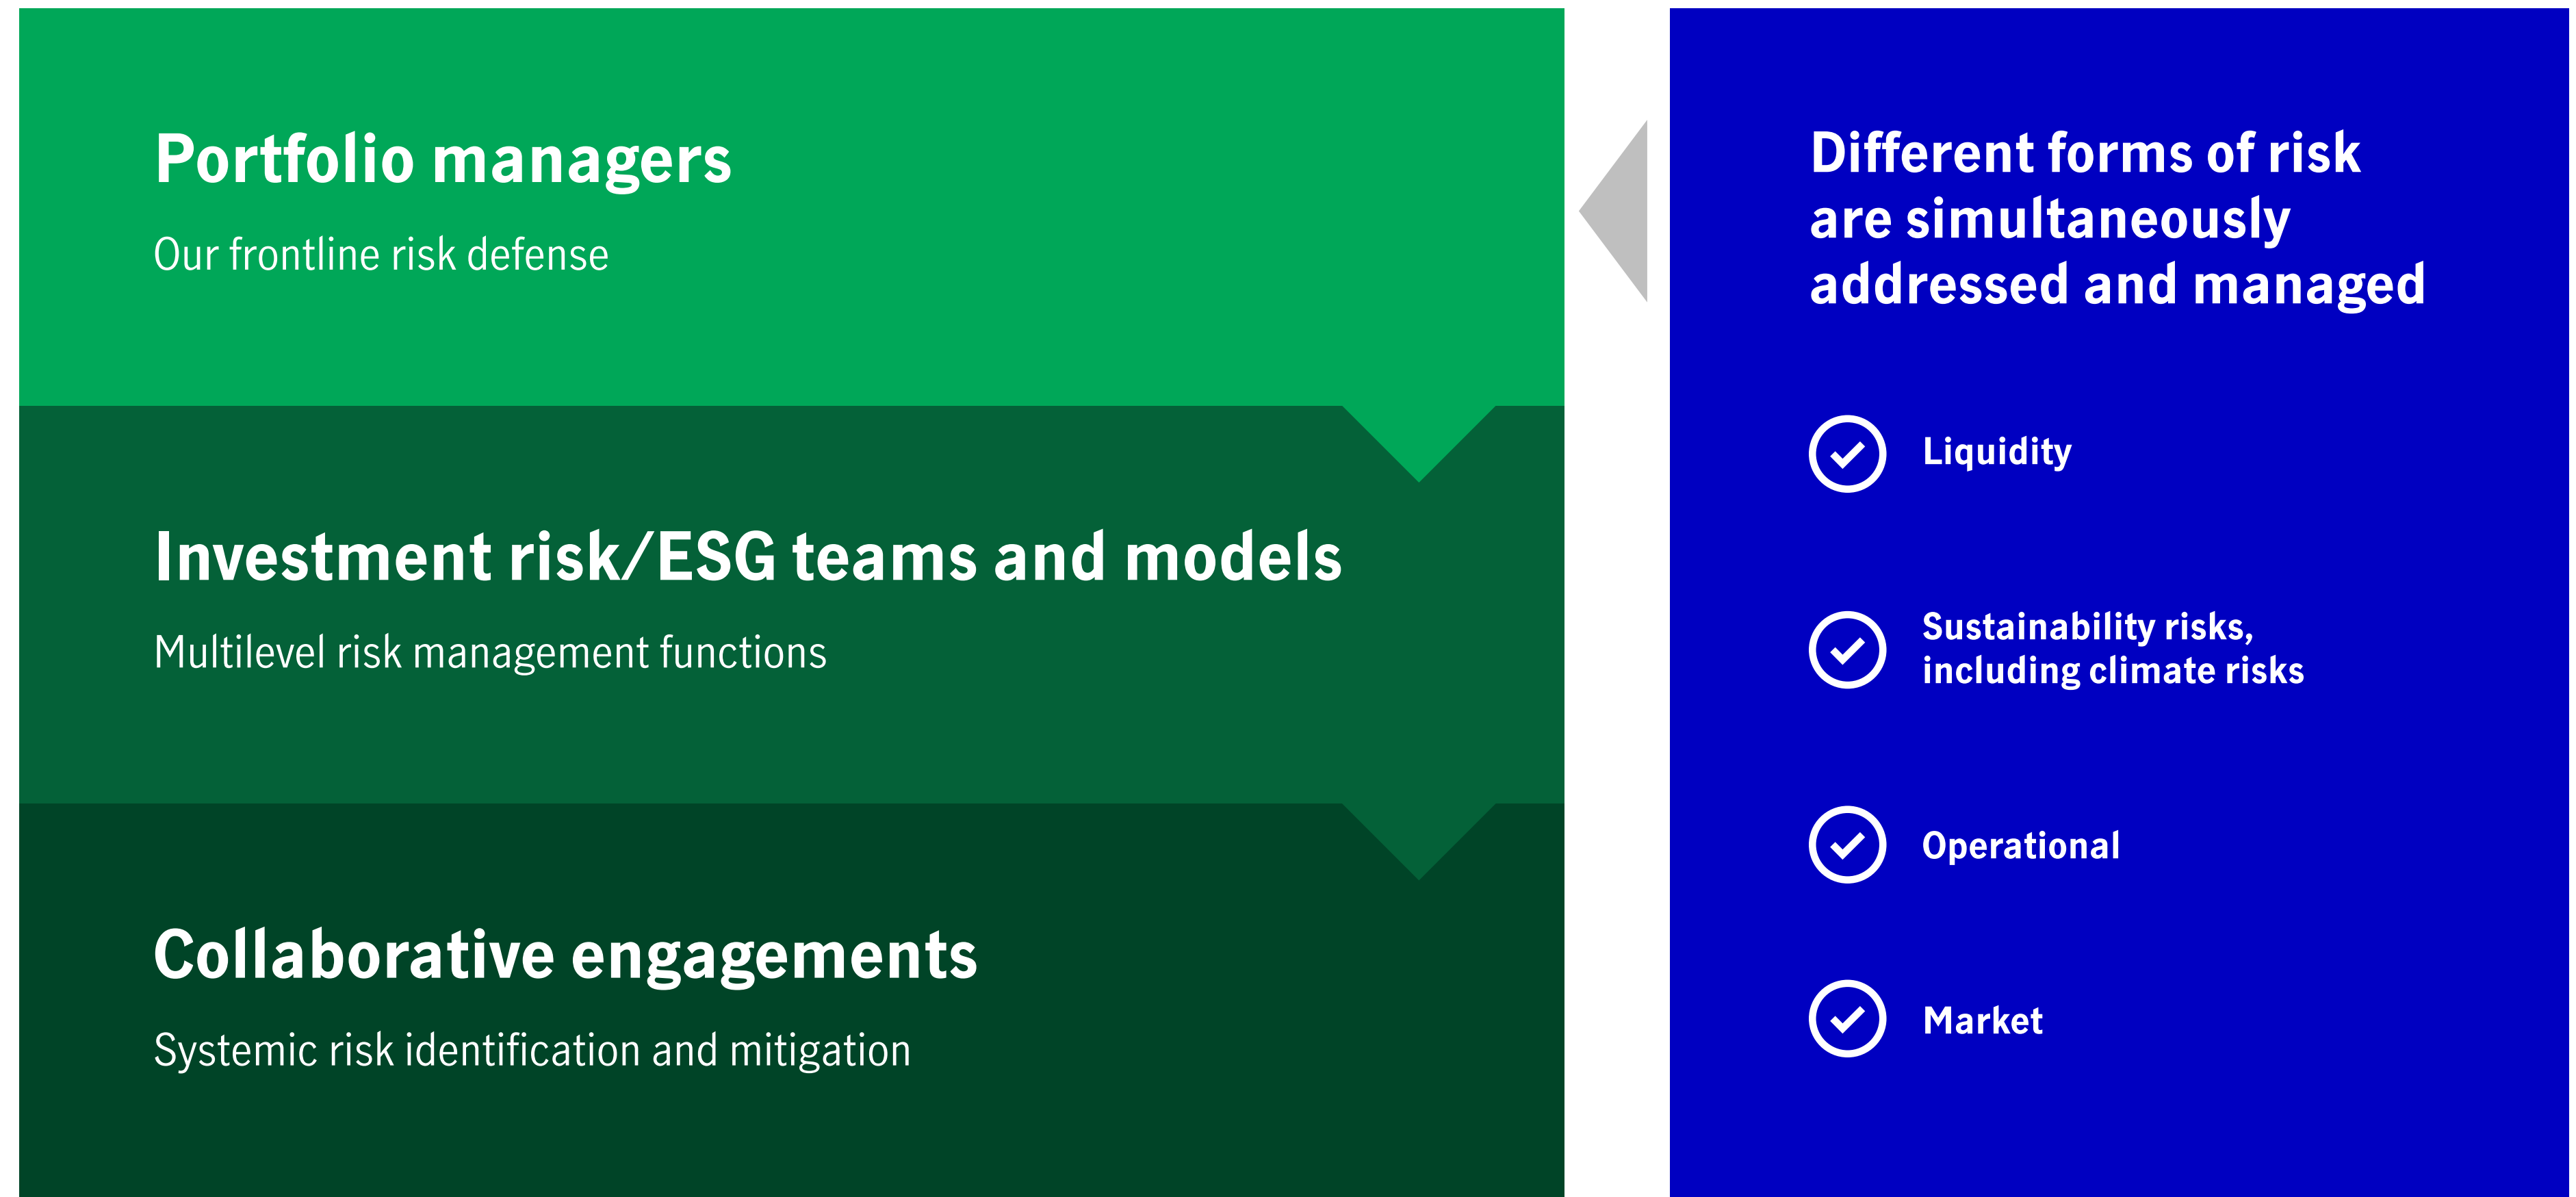 Portfolio managers
Our frontline risk defense
Investment risk/ESG teams and models
Multilevel risk management functions
Collaborative engagements
Systemic risk identification and mitigation
Different forms of risk
are simultaneously
addressed and managed
Liquidity
Sustainability risks,
including climate risks
Operational
Market